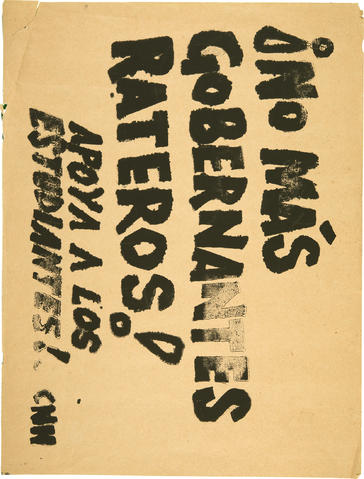 ¡NO MÁS
GOBERNANTES
RATEROS!
APOYA A LOS
ESTUDIANTES! CNH